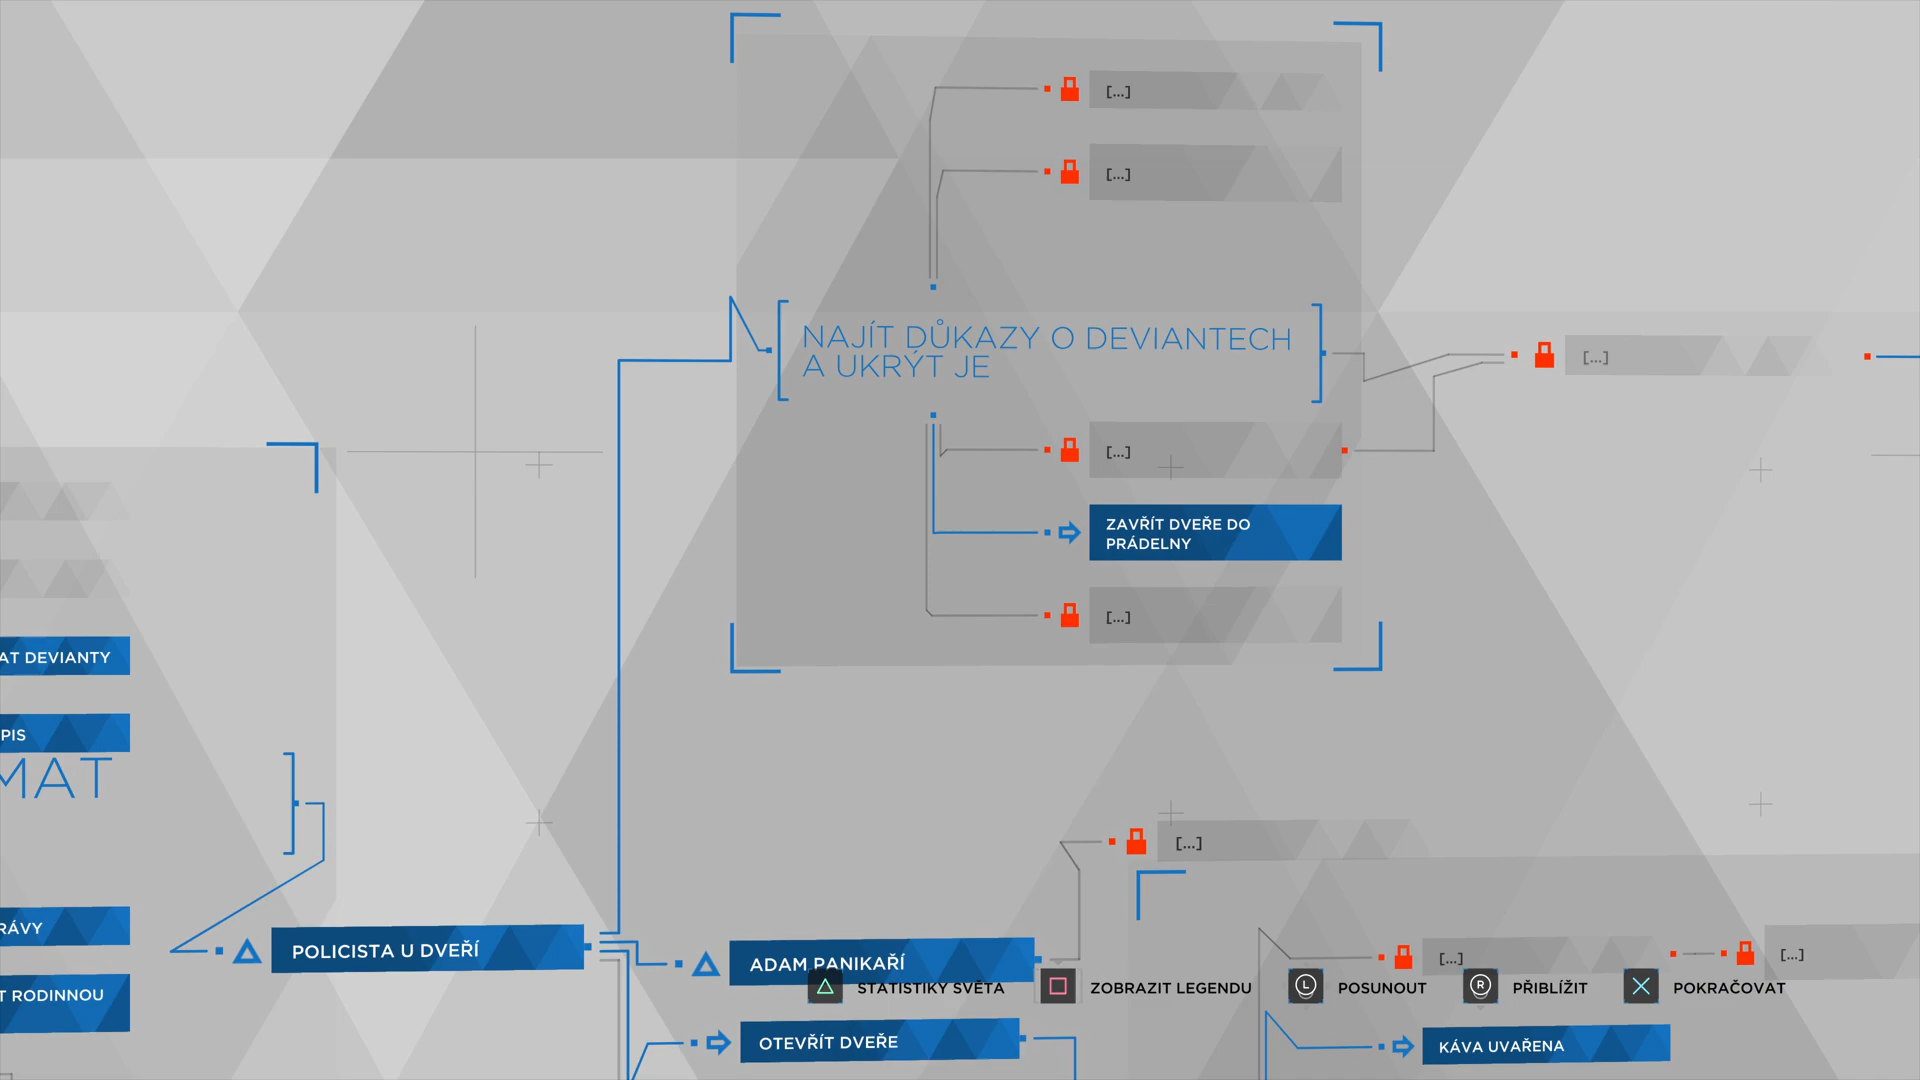 [...]
[...]
NAJÍT DŮKAZY O DEVIANTECH
A UKRÝT JE
[...]
[...]
ZAVŘÍT DVEŘE DO
PRÁDELNY
[...]
AT DEVIANTY
PIS
MAT
[...]
RÁVY
POLICISTA U DVEŘÍ
ADAM PANIKAŘÍ
[...]
[...]
T RODINNOU
STATISTIKY SVĚTA
ZOBRAZIT LEGENDU
L POSUNOUT
R PŘIBLÍŽIT
POKRAČOVAT
OTEVŘÍT DVEŘE
KÁVA UVAŘENA